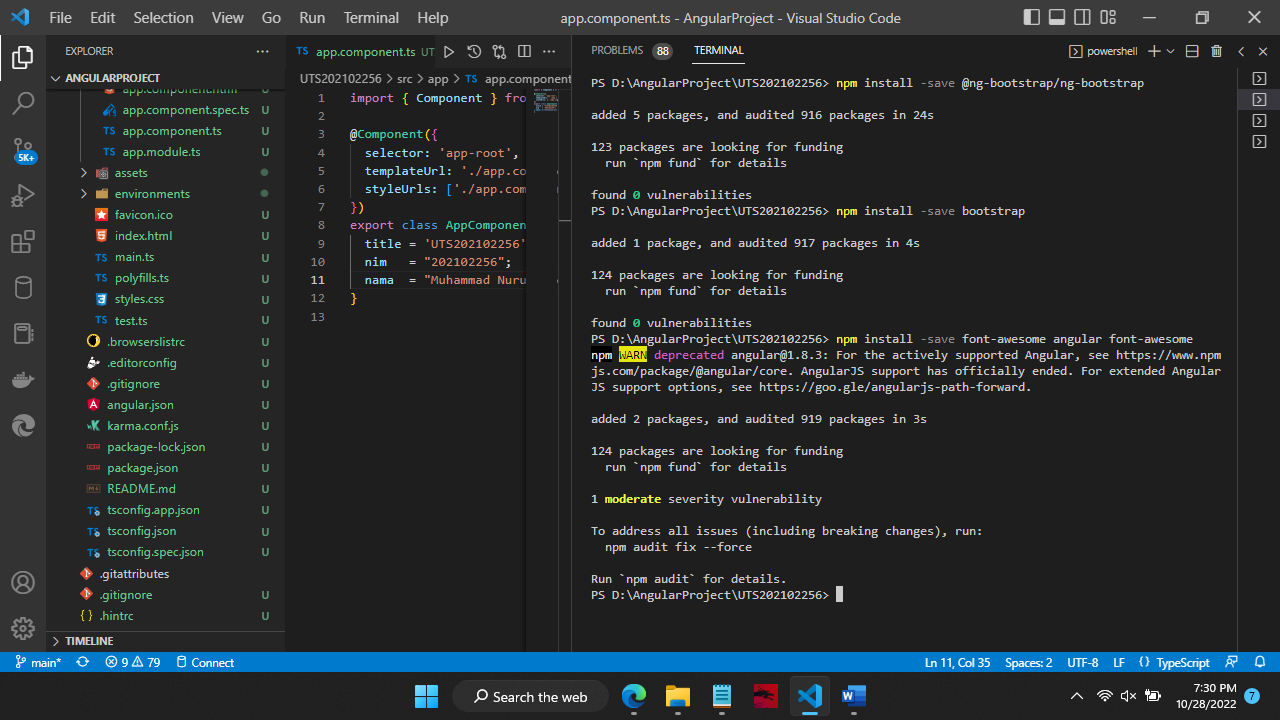 File Edit Selection View Go Run Terminal Help
app.component.ts - AngularProject - Visual Studio Code
EXPLORER
ANGULARPROJECT
app.component.html U
app.component.spec.ts U
TS app.component.ts U
TS app.module.ts U
assets
environments
favicon.ico U
index.html U
TS main.ts U
TS polyfills.ts U
styles.css U
TS test.ts U
.browserslistrc U
.editorconfig U
.gitignore U
angular.json U
karma.conf.js U
package-lock.json U
package.json U
README.md U
TS tsconfig.app.json U
TS tsconfig.json U
TS tsconfig.spec.json U
.gitattributes
.gitignore U
{ } .hintrc U
TIMELINE
5K+
TS app.component.ts UT
UTS202102256 > src > app > TS app.component
1 import { Component } fro
2
3 @Component({
4 selector: 'app-root',
5 templateUrl: './app.co
6 styleUrls: ['./app.com
7 })
8 export class AppComponen
9 title = 'UTS202102256'
10 nim = "202102256";
11 nama = "Muhammad Nuru
12 }
13
PROBLEMS 88 TERMINAL
powershell
PS D:\AngularProject\UTS202102256> npm install -save @ng-bootstrap/ng-bootstrap
added 5 packages, and audited 916 packages in 24s
123 packages are looking for funding
run `npm fund` for details
found 0 vulnerabilities
PS D:\AngularProject\UTS202102256> npm install -save bootstrap
added 1 package, and audited 917 packages in 4s
124 packages are looking for funding
run `npm fund` for details
found 0 vulnerabilities
PS D:\AngularProject\UTS202102256> npm install -save font-awesome angular font-awesome
npm WARN deprecated angular@1.8.3: For the actively supported Angular, see https://www.npm
js.com/package/@angular/core. AngularJS support has officially ended. For extended Angular
JS support options, see https://goo.gle/angularjs-path-forward.
added 2 packages, and audited 919 packages in 3s
124 packages are looking for funding
run `npm fund` for details
1 moderate severity vulnerability
To address all issues (including breaking changes), run:
npm audit fix --force
Run `npm audit` for details.
PS D:\AngularProject\UTS202102256>
main* 9 79 Connect
Ln 11, Col 35 Spaces: 2 UTF-8 LF { } TypeScript
Search the web
7:30 PM
10/28/2022
7